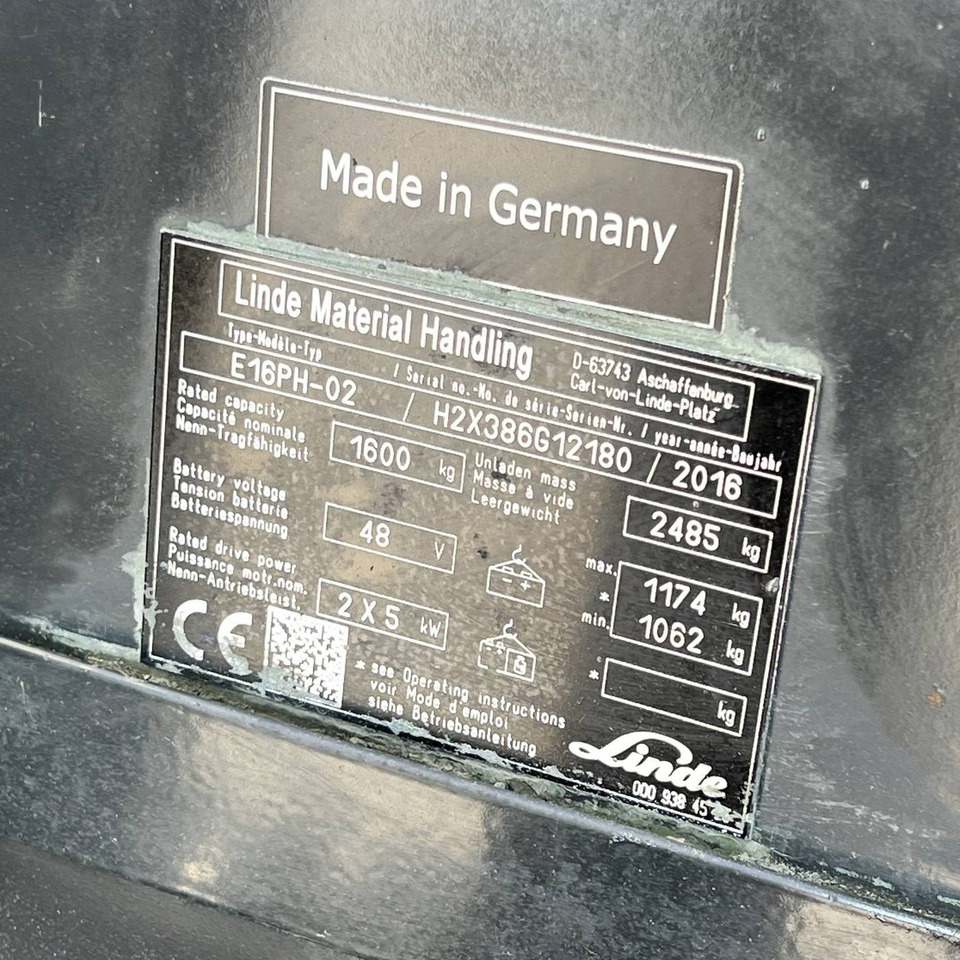 Made in Germany
Linde Material Handling
D-63743 Aschaffenburg
Carl-von-Linde-Platz
Type-Modèle-Typ / Serial no.-No. de série-Serien-Nr. / year-année-Baujahr
E16PH-02 / H2X386G12180 / 2016
Rated capacity
Capacité nominale
Nenn-Tragfähigkeit
1600 kg
Unladen mass
Masse à vide
Leergewicht
2485 kg
Battery voltage
Tension batterie
Batteriespannung
48 V
max.
1174 kg
*
min.
1062 kg
Rated drive power
Puissance motr.nom.
Nenn-Antriebsleist.
2 X 5 kW
G
*
kg
CE
* see Operating instructions
voir Mode d'emploi
siehe Betriebsanleitung
Linde
000 938 45